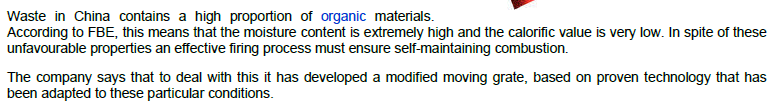 Waste in China contains a high proportion of organic materials.
According to FBE, this means that the moisture content is extremely high and the calorific value is very low. In spite of these
unfavourable properties an effective firing process must ensure self-maintaining combustion.
The company says that to deal with this it has developed a modified moving grate, based on proven technology that has
been adapted to these particular conditions.